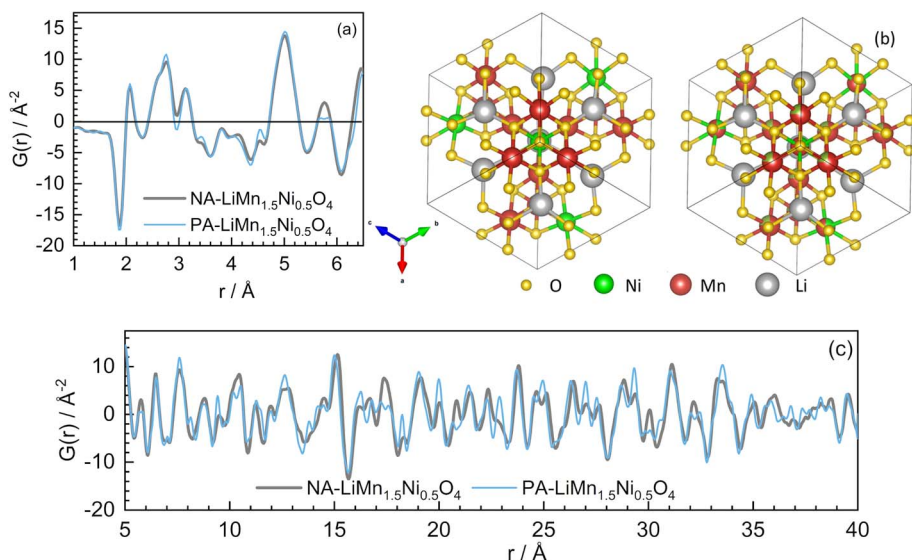 (a)
15
10
5
0
-5
-10
-15
-20
G(r) / Å-2
NA-LiMn1.5Ni0.5O4
PA-LiMn1.5Ni0.5O4
1 2 3 4 5 6
r / Å
(b)
c
b
a
O Ni Mn Li
(c)
10
0
-10
-20
G(r) / Å-2
NA-LiMn1.5Ni0.5O4 PA-LiMn1.5Ni0.5O4
5 10 15 20 25 30 35 40
r / Å